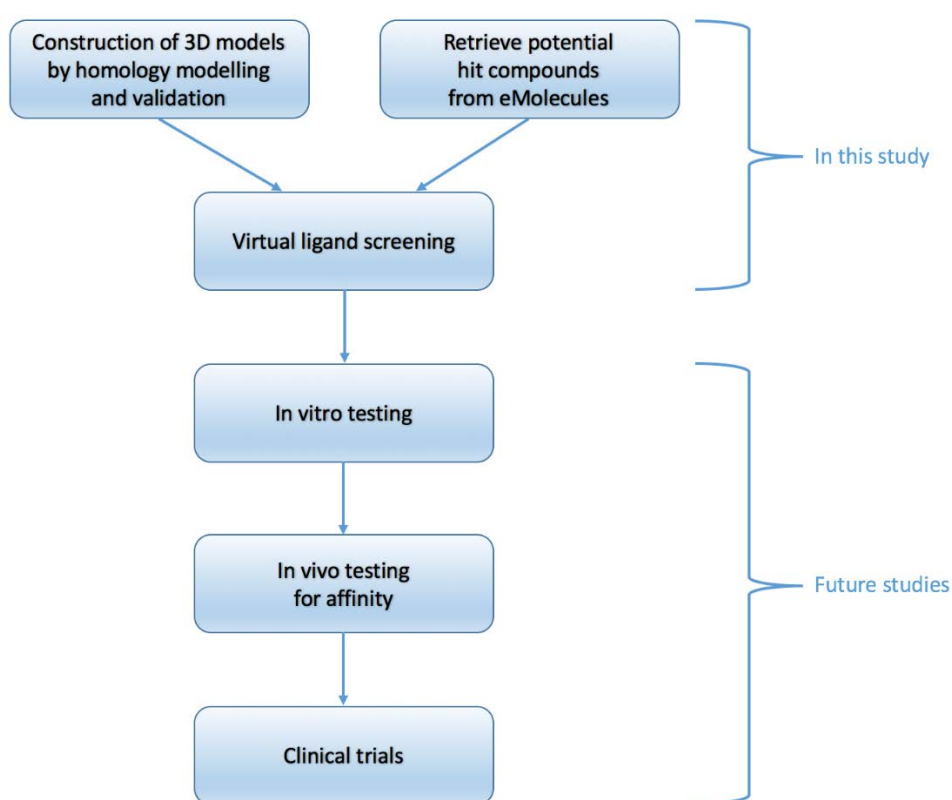 Construction of 3D models
by homology modelling
and validation
Retrieve potential
hit compounds
from eMolecules
In this study
Virtual ligand screening
In vitro testing
In vivo testing
for affinity
Future studies
Clinical trials